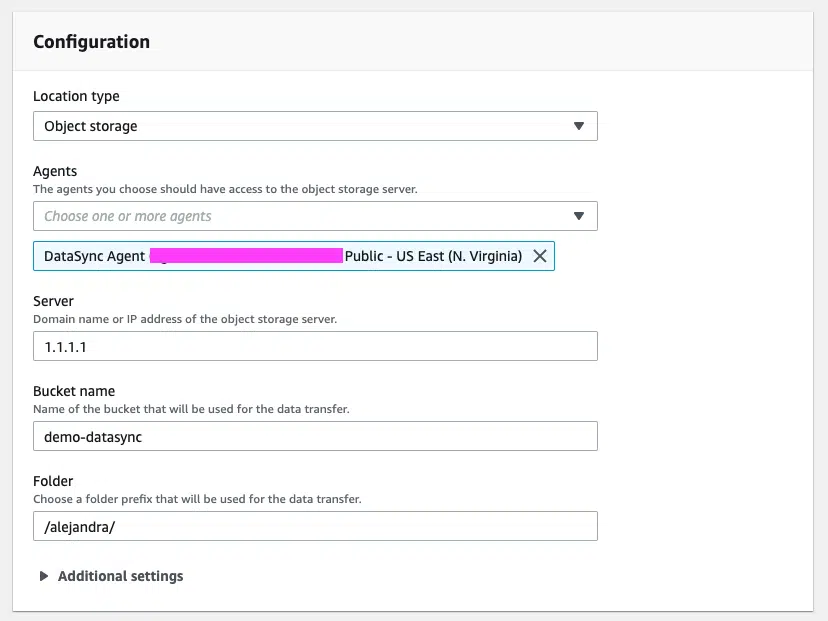 Configuration
Location type
Object storage
Agents
The agents you choose should have access to the object storage server.
Choose one or more agents
DataSync Agent Public - US East (N. Virginia)
Server
Domain name or IP address of the object storage server.
1.1.1.1
Bucket name
Name of the bucket that will be used for the data transfer.
demo-datasync
Folder
Choose a folder prefix that will be used for the data transfer.
/alejandra/
Additional settings